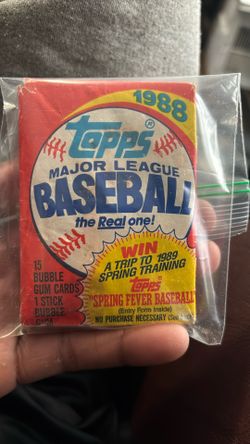 1988
Topps®
MAJOR LEAGUE
BASEBALL
the Real one!
WIN
A TRIP TO 1989
SPRING TRAINING
Topps
SPRING FEVER BASEBALL
(Entry Form Inside)
NO PURCHASE NECESSARY
15
BUBBLE
GUM CARDS
1 STICK
BUBBLE
GUM